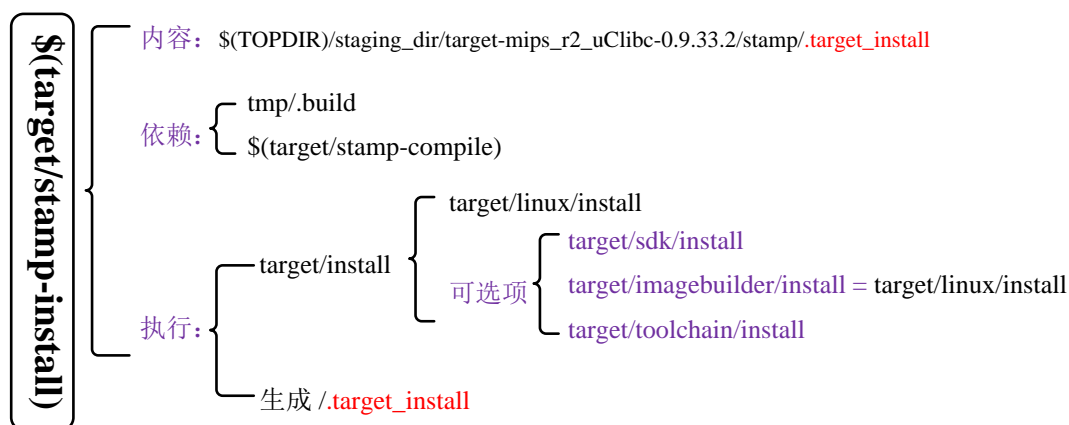 $(target/stamp-install)
内容：$(TOPDIR)/staging_dir/target-mips_r2_uClibc-0.9.33.2/stamp/.target_install
依赖：
tmp/.build
$(target/stamp-compile)
执行：
target/install
target/linux/install
可选项
target/sdk/install
target/imagebuilder/install = target/linux/install
target/toolchain/install
生成 /.target_install